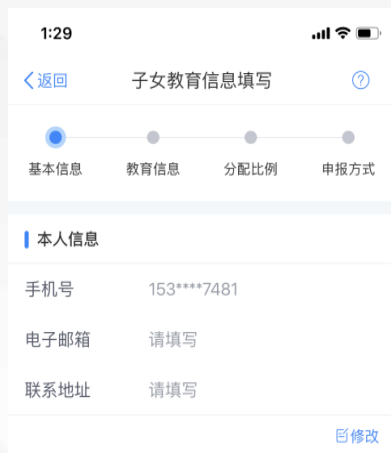 1:29
返回 子女教育信息填写
基本信息 教育信息 分配比例 申报方式
本人信息
手机号 153****7481
电子邮箱 请填写
联系地址 请填写
修改